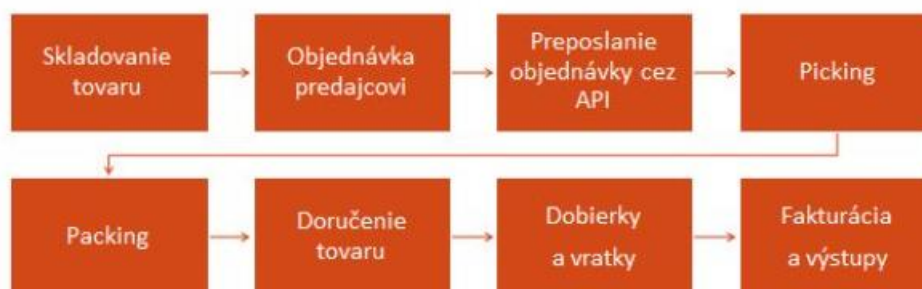 Skladovanie
tovaru
Objednávka
predajcovi
Preposlanie
objednávky cez
API
Picking
Packing
Doručenie
tovaru
Dobierky
a vratky
Fakturácia
a výstupy